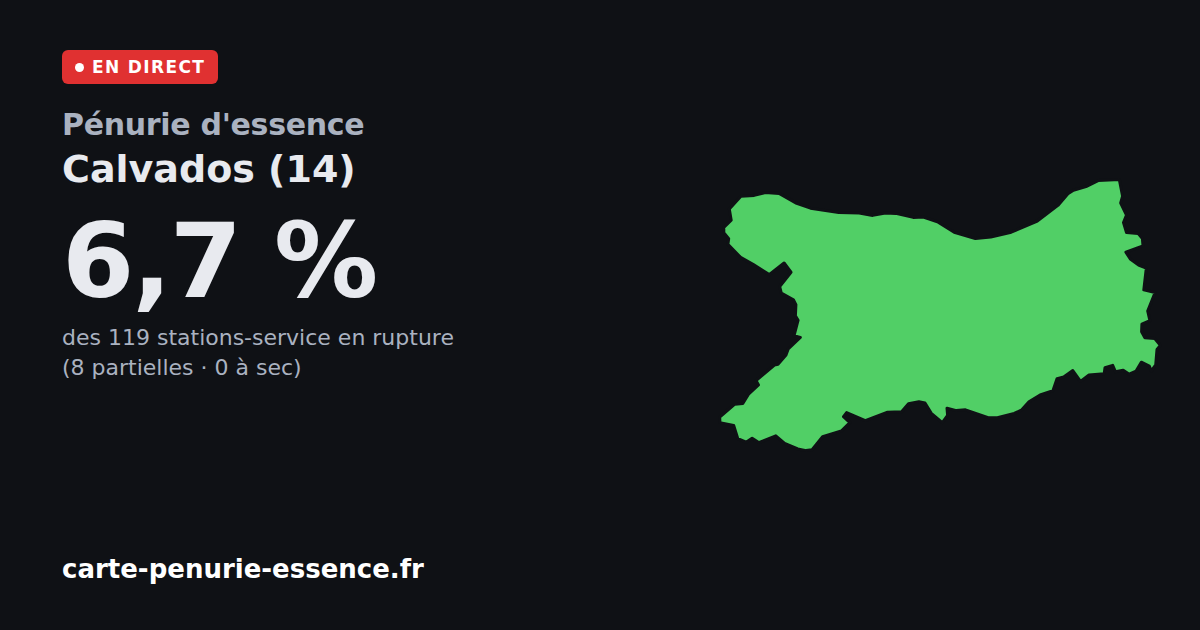 EN DIRECT
Pénurie d'essence
Calvados (14)
6,7 %
des 119 stations-service en rupture
(8 partielles · 0 à sec)
carte-penurie-essence.fr